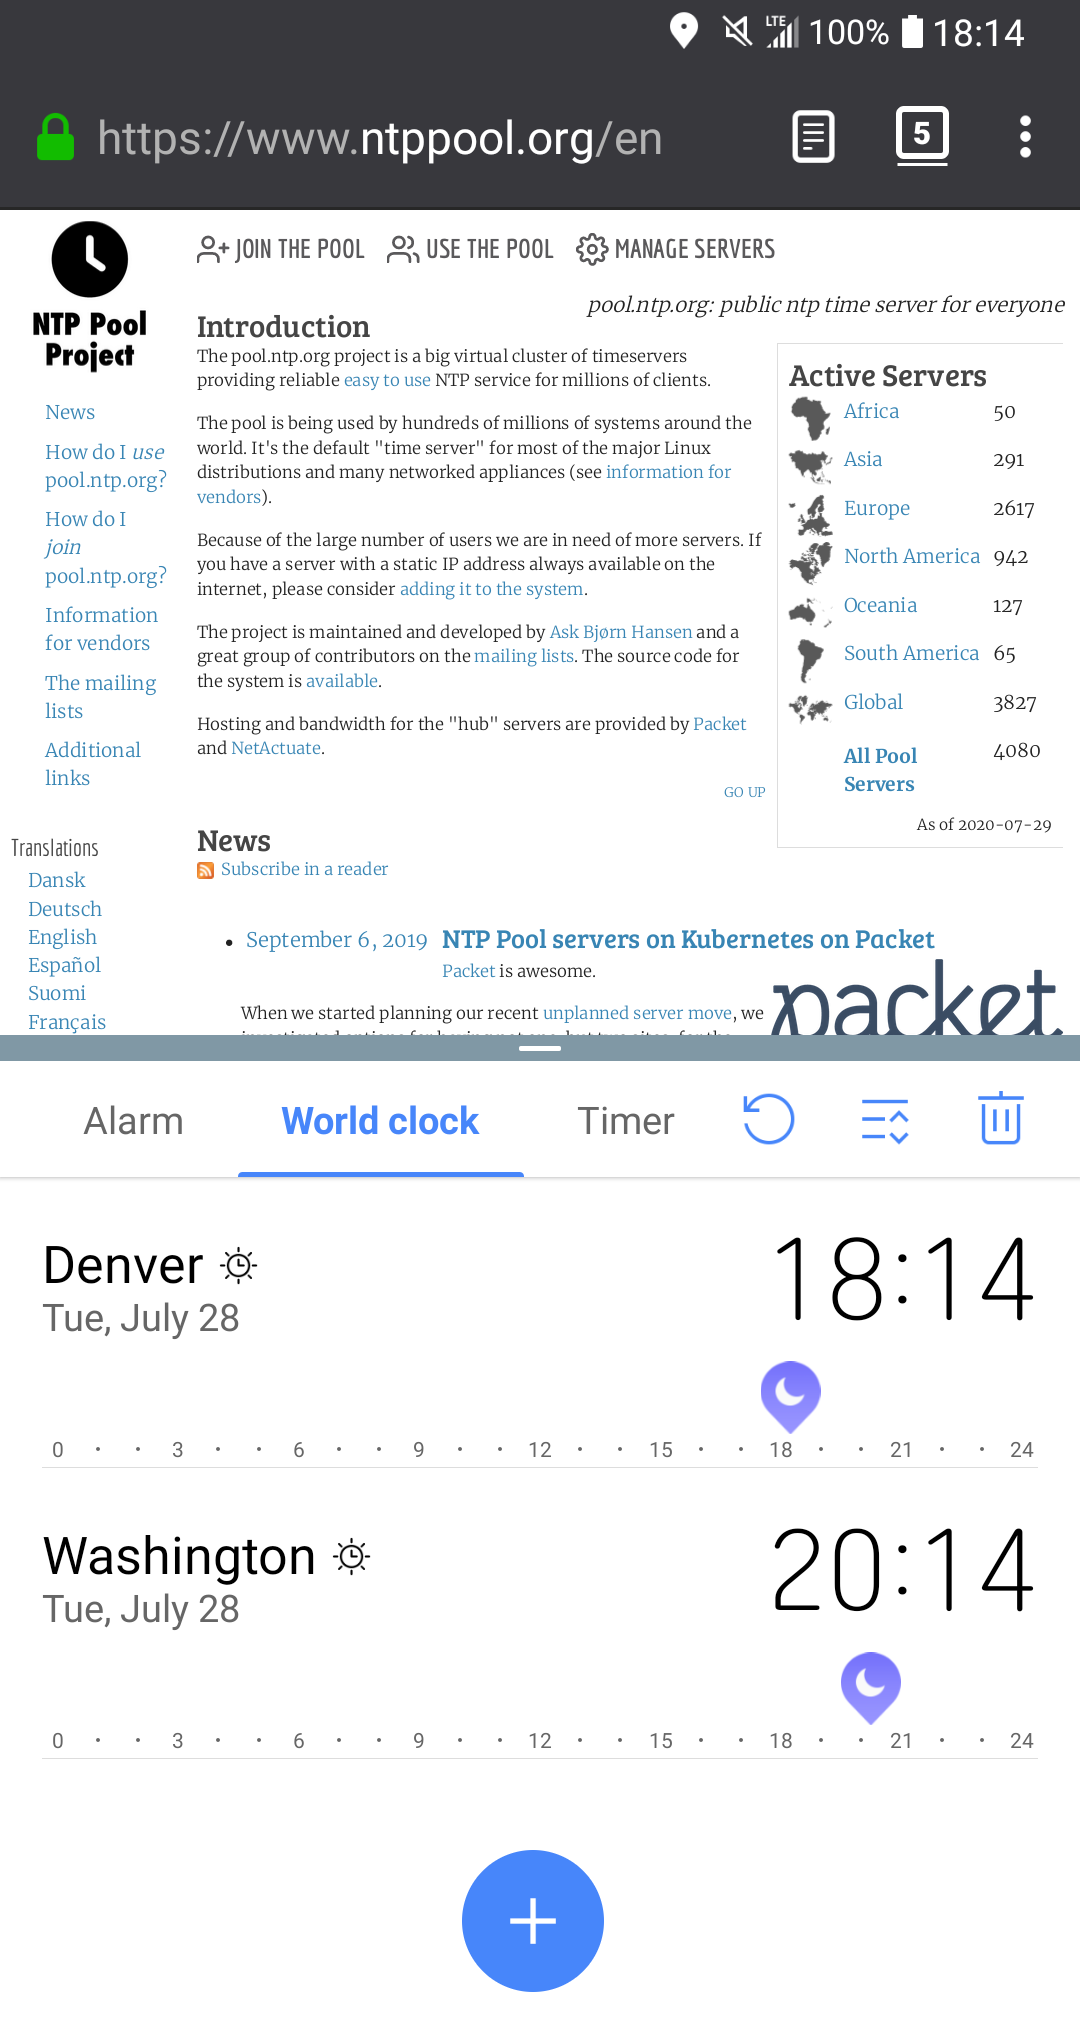 LTE 100% 18:14
https://www.ntppool.org/en
5
NTP Pool
Project
JOIN THE POOL USE THE POOL MANAGE SERVERS
pool.ntp.org: public ntp time server for everyone
News
How do I use
pool.ntp.org?
How do I
join
pool.ntp.org?
Information
for vendors
The mailing
lists
Additional
links
Translations
Dansk
Deutsch
English
Español
Suomi
Français
Introduction
The pool.ntp.org project is a big virtual cluster of timeservers
providing reliable easy to use NTP service for millions of clients.
The pool is being used by hundreds of millions of systems around the
world. It's the default "time server" for most of the major Linux
distributions and many networked appliances (see information for
vendors).
Because of the large number of users we are in need of more servers. If
you have a server with a static IP address always available on the
internet, please consider adding it to the system.
The project is maintained and developed by Ask Bjørn Hansen and a
great group of contributors on the mailing lists. The source code for
the system is available.
Hosting and bandwidth for the "hub" servers are provided by Packet
and NetActuate.
GO UP
Active Servers
Africa 50
Asia 291
Europe 2617
North America 942
Oceania 127
South America 65
Global 3827
All Pool
Servers 4080
As of 2020-07-29
News
Subscribe in a reader
• September 6, 2019 NTP Pool servers on Kubernetes on Packet
Packet is awesome.
packet
When we started planning our recent unplanned server move, we
Alarm World clock Timer
Denver 18:14
Tue, July 28
0 · · 3 · · 6 · · 9 · · 12 · · 15 · · 18 · · 21 · · 24
Washington 20:14
Tue, July 28
0 · · 3 · · 6 · · 9 · · 12 · · 15 · · 18 · · 21 · · 24